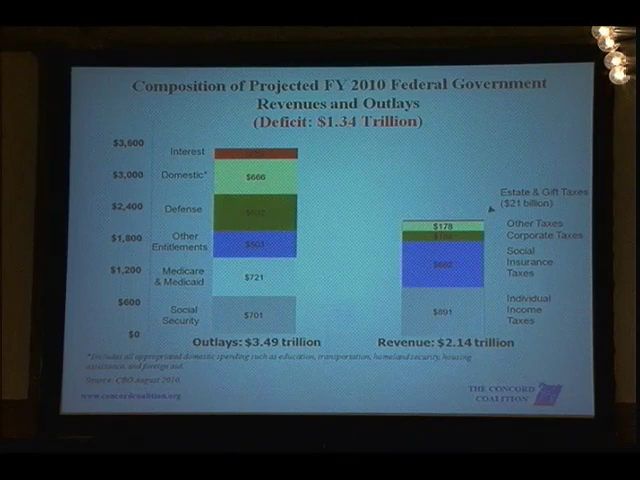 Composition of Projected FY 2010 Federal Government
Revenues and Outlays
(Deficit: $1.34 Trillion)
$3,600
$3,000
$2,400
$1,800
$1,200
$600
$0
Interest
Domestic*
Defense
Other
Entitlements
Medicare
& Medicaid
Social
Security
$666
$721
$701
Estate & Gift Taxes
($21 billion)
Other Taxes
Corporate Taxes
Social
Insurance
Taxes
Individual
Income
Taxes
$178
$891
Outlays: $3.49 trillion
Revenue: $2.14 trillion
*Includes all appropriated domestic spending such as education, transportation, homeland security, housing
assistance, and foreign aid.
Source: CBO August 2010.
www.concordcoalition.org
THE CONCORD
COALITION